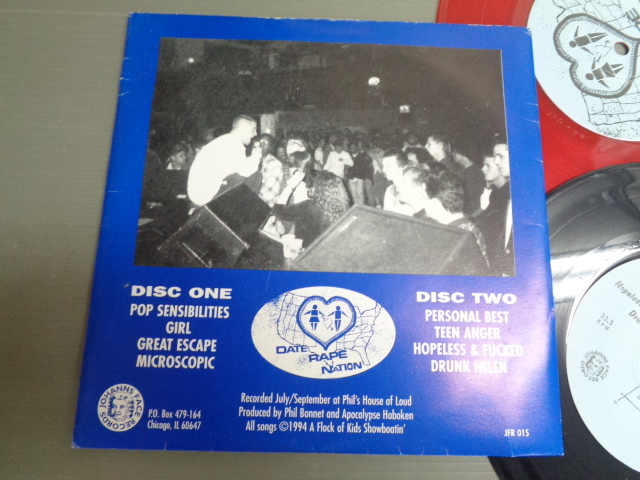 DISC ONE
POP SENSIBILITIES
GIRL
GREAT ESCAPE
MICROSCOPIC
DATE RAPE NATION
DISC TWO
PERSONAL BEST
TEEN ANGER
HOPELESS & FUCKED
DRUNK HELEN
JOHANNS FACE RECORDS
P.O. Box 479-164
Chicago, IL 60647
Recorded July/September at Phil's House of Loud
Produced by Phil Bonnet and Apocalypse Hoboken
All songs ©1994 A Flock of Kids Showboatin'
JFR 015